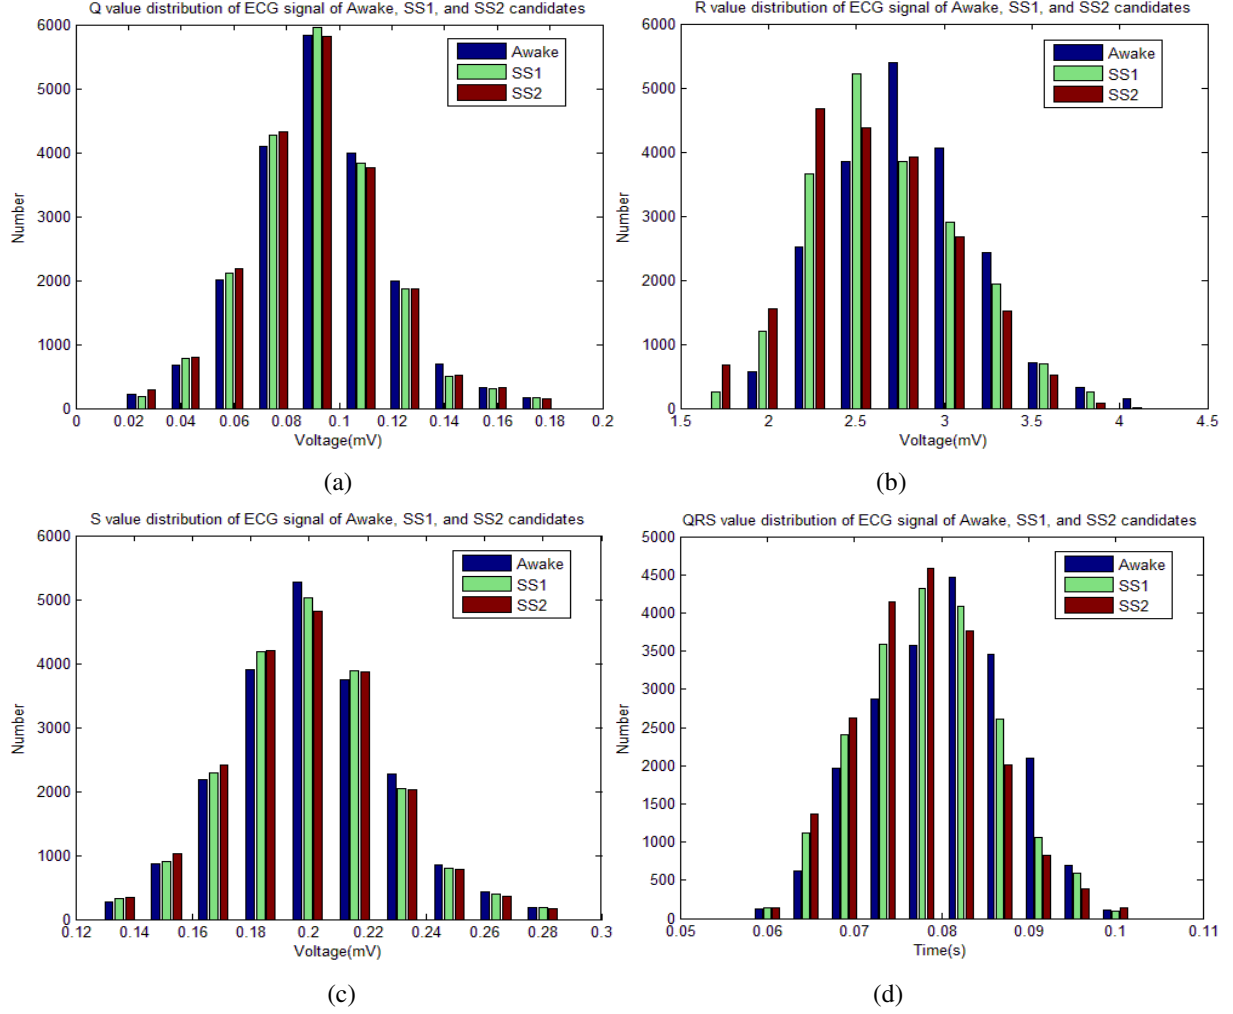 Q value distribution of ECG signal of Awake, SS1, and SS2 candidates
6000
5000
4000
3000
2000
1000
0
Number
Awake
SS1
SS2
0 0.02 0.04 0.06 0.08 0.1 0.12 0.14 0.16 0.18 0.2
Voltage(mV)
(a)
R value distribution of ECG signal of Awake, SS1, and SS2 candidates
6000
5000
4000
3000
2000
1000
0
Number
Awake
SS1
SS2
1.5 2 2.5 3 3.5 4 4.5
Voltage(mV)
(b)
S value distribution of ECG signal of Awake, SS1, and SS2 candidates
6000
5000
4000
3000
2000
1000
0
Number
Awake
SS1
SS2
0.12 0.14 0.16 0.18 0.2 0.22 0.24 0.26 0.28 0.3
Voltage(mV)
(c)
QRS value distribution of ECG signal of Awake, SS1, and SS2 candidates
5000
4500
4000
3500
3000
2500
2000
1500
1000
500
0
Number
Awake
SS1
SS2
0.05 0.06 0.07 0.08 0.09 0.1 0.11
Time(s)
(d)